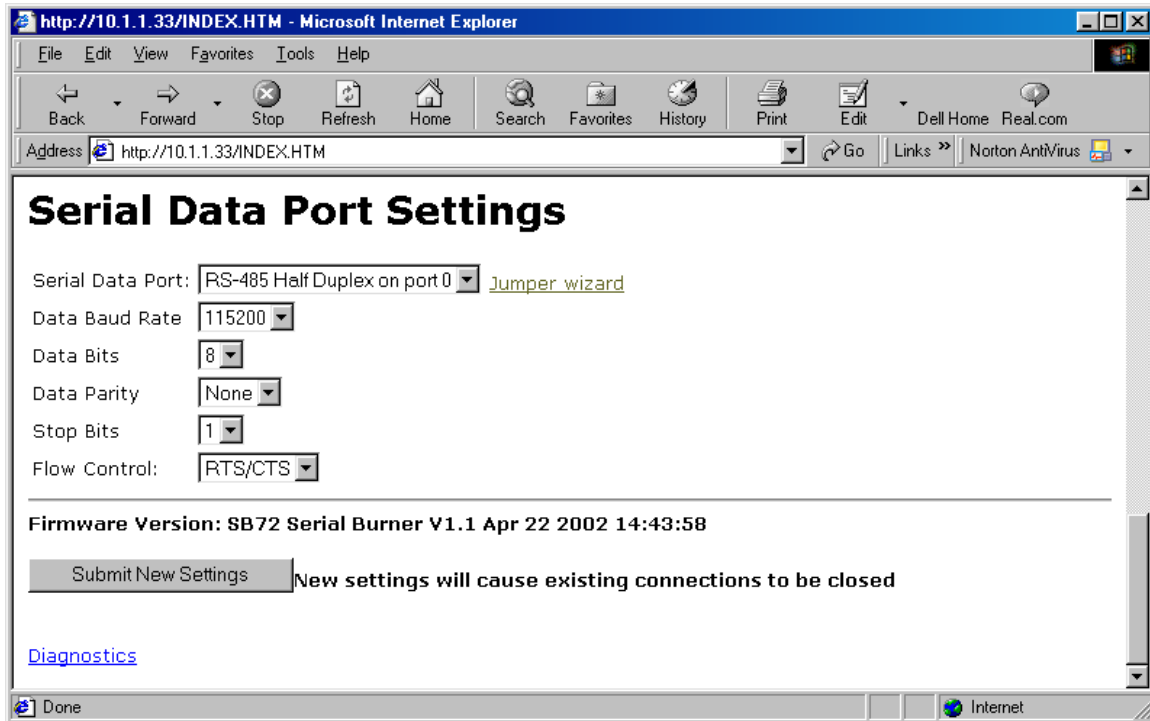 http://10.1.1.33/INDEX.HTM - Microsoft Internet Explorer
File Edit View Favorites Tools Help
Back Forward Stop Refresh Home Search Favorites History Print Edit Dell Home Real.com
Address http://10.1.1.33/INDEX.HTM Go Links » Norton AntiVirus
Serial Data Port Settings
Serial Data Port: RS-485 Half Duplex on port 0 Jumper wizard
Data Baud Rate 115200
Data Bits 8
Data Parity None
Stop Bits 1
Flow Control: RTS/CTS
Firmware Version: SB72 Serial Burner V1.1 Apr 22 2002 14:43:58
Submit New Settings New settings will cause existing connections to be closed
Diagnostics
Done Internet